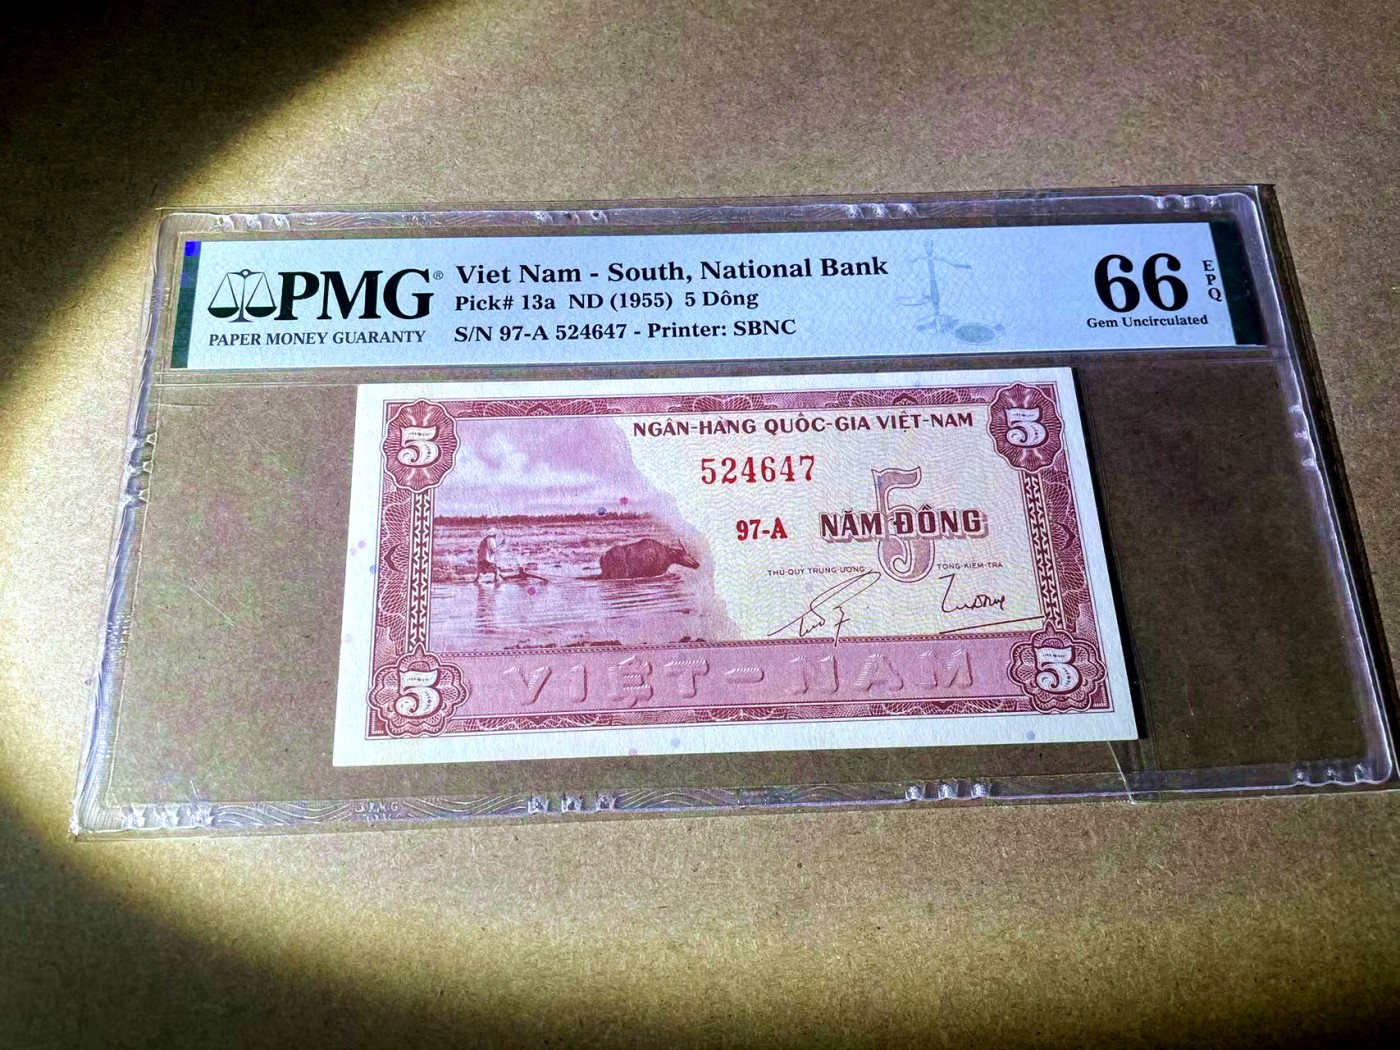 PMG®
PAPER MONEY GUARANTY
Viet Nam - South, National Bank
Pick# 13a ND (1955) 5 Dông
S/N 97-A 524647 - Printer: SBNC
66
EPQ
Gem Uncirculated
5
5
NGÂN-HÀNG QUỐC-GIA VIỆT-NAM
524647
5
97-A
NĂM ĐỒNG
THỦ-QUỸ TRUNG-ƯƠNG
TỔNG-KIỂM-TRA
VIỆT-NAM
5
5